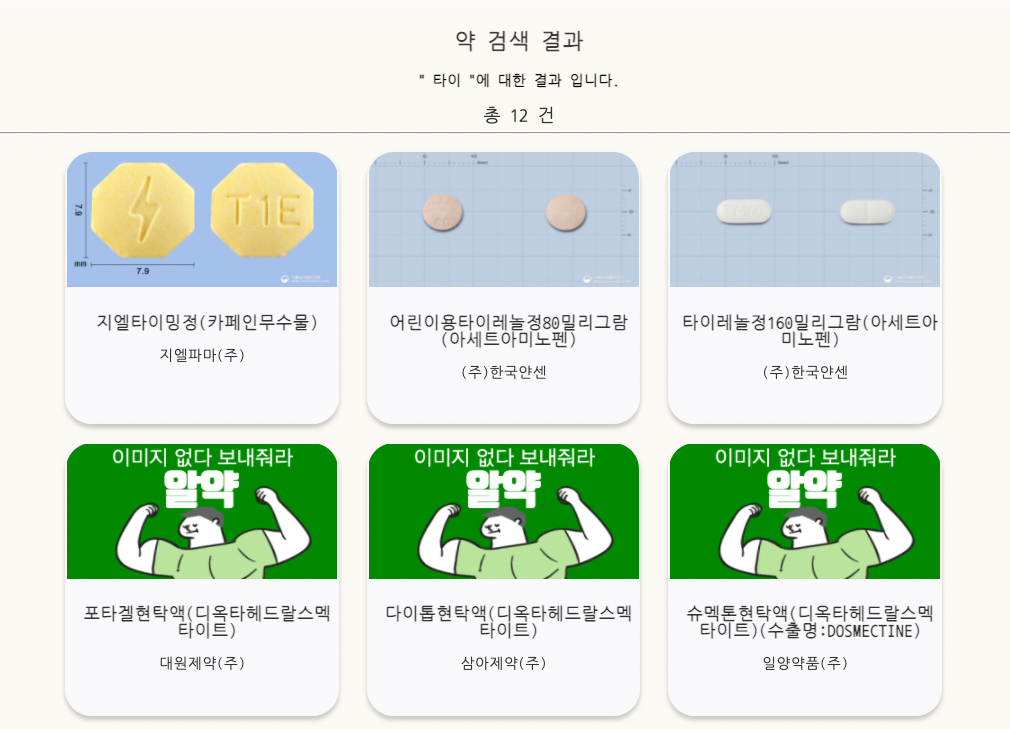 약 검색 결과
" 타이 "에 대한 결과 입니다.
총 12 건
7.9
mm
7.9
T1E
지엘타이밍정(카페인무수물)
지엘파마(주)
어린이용타이레놀정80밀리그람
(아세트아미노펜)
(주)한국얀센
타이레놀정160밀리그람(아세트아
미노펜)
(주)한국얀센
이미지 없다 보내줘라
알약
이미지 없다 보내줘라
알약
이미지 없다 보내줘라
알약
포타겔현탁액(디옥타헤드랄스멕
타이트)
대원제약(주)
다이톱현탁액(디옥타헤드랄스멕
타이트)
삼아제약(주)
슈멕톤현탁액(디옥타헤드랄스멕
타이트)(수출명:DOSMECTINE)
일양약품(주)